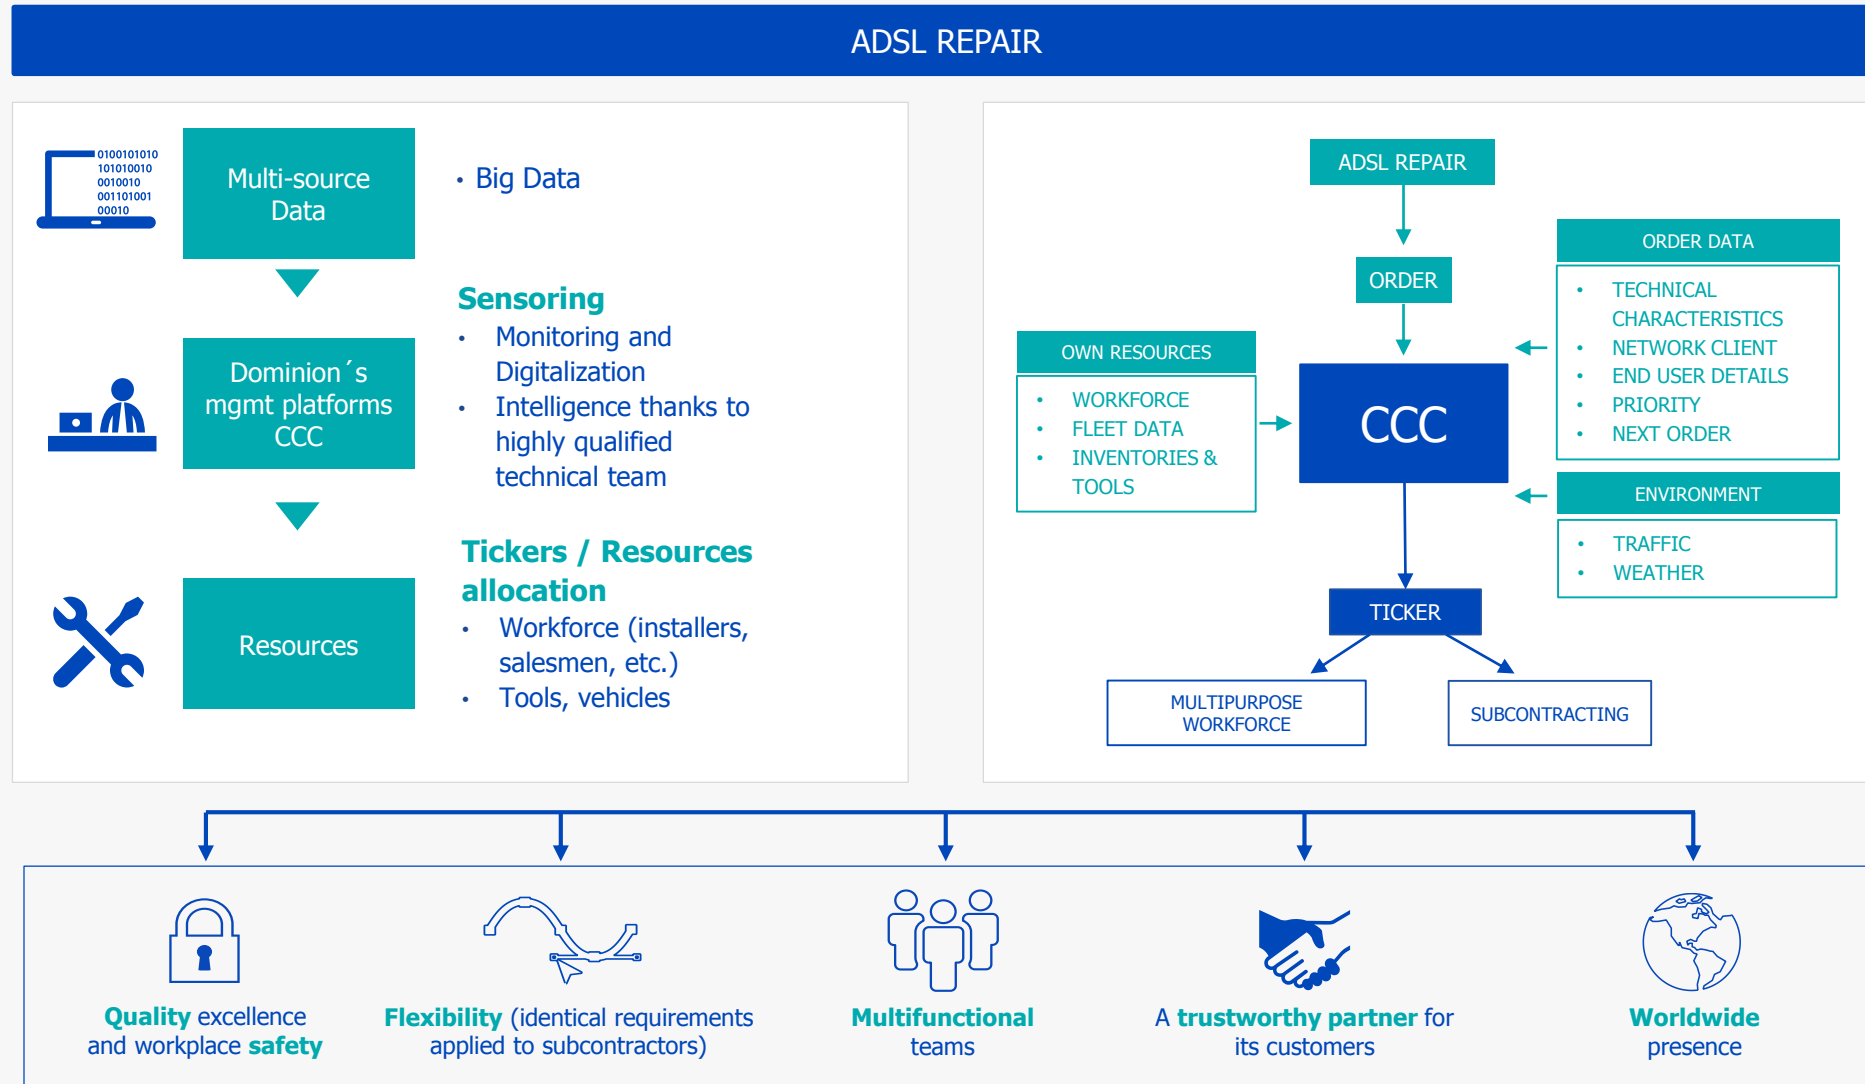 ADSL REPAIR
0100101010
101010010
0010010
001101001
00010
Multi-source
Data
• Big Data
Sensoring
• Monitoring and
Digitalization
• Intelligence thanks to
highly qualified
technical team
Dominion´s
mgmt platforms
CCC
Tickers / Resources
allocation
• Workforce (installers,
salesmen, etc.)
• Tools, vehicles
Resources
ADSL REPAIR
ORDER
OWN RESOURCES
• WORKFORCE
• FLEET DATA
• INVENTORIES &
TOOLS
CCC
ORDER DATA
• TECHNICAL
CHARACTERISTICS
• NETWORK CLIENT
• END USER DETAILS
• PRIORITY
• NEXT ORDER
ENVIRONMENT
• TRAFFIC
• WEATHER
TICKER
MULTIPURPOSE
WORKFORCE
SUBCONTRACTING
Quality excellence
and workplace safety
Flexibility (identical requirements
applied to subcontractors)
Multifunctional
teams
A trustworthy partner for
its customers
Worldwide
presence